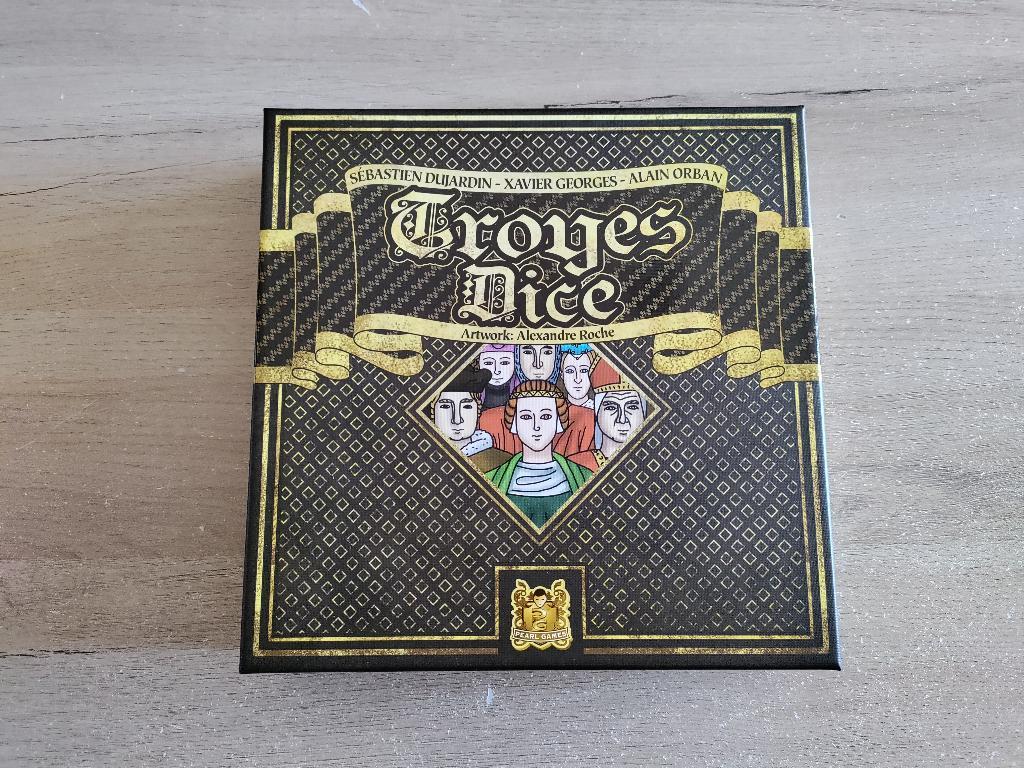 SÉBASTIEN DUJARDIN - XAVIER GEORGES - ALAIN ORBAN
Troyes
Dice
Artwork: Alexandre Roche
PEARL GAMES